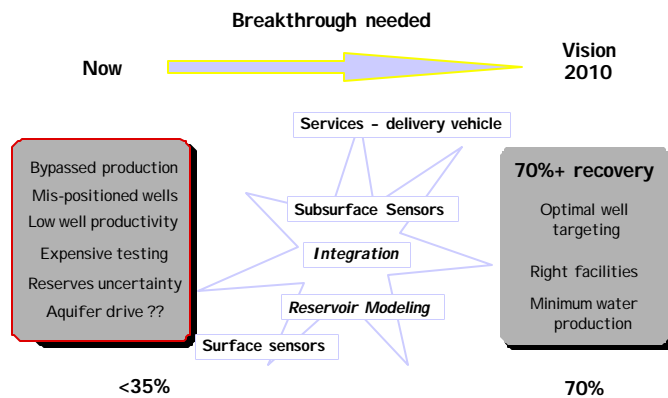 Breakthrough needed
Now
Vision
2010
Services – delivery vehicle
Bypassed production
Mis-positioned wells
Low well productivity
Expensive testing
Reserves uncertainty
Aquifer drive ??
Subsurface Sensors
Integration
Reservoir Modeling
Surface sensors
70%+ recovery
Optimal well
targeting
Right facilities
Minimum water
production
<35%
70%